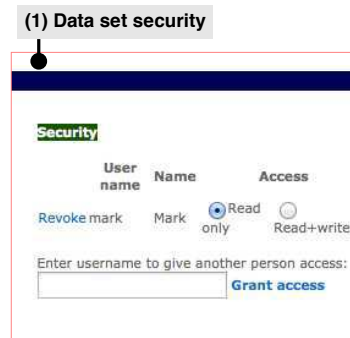 (1) Data set security
Security
User name Name Access
Revoke mark Mark Read only Read+write
Enter username to give another person access:
Grant access